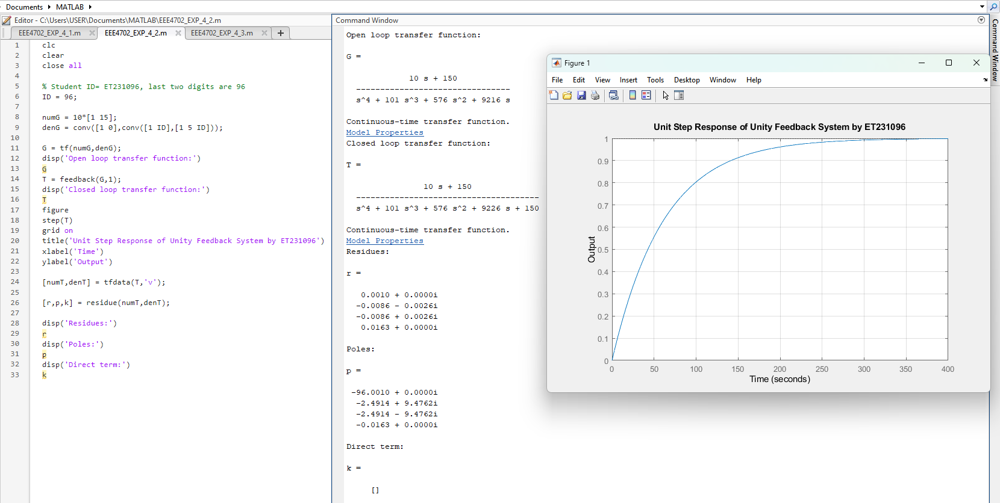 Documents ▸ MATLAB ▸
Editor - C:\Users\USER\Documents\MATLAB\EEE4702_EXP_4_2.m
EEE4702_EXP_4_1.m × EEE4702_EXP_4_2.m × EEE4702_EXP_4_3.m × +
1 clc
2 clear
3 close all
4
5 % Student ID= ET231096, last two digits are 96
6 ID = 96;
7
8 numG = 10*[1 15];
9 denG = conv([1 0],conv([1 ID],[1 5 ID]));
10
11 G = tf(numG,denG);
12 disp('Open loop transfer function:')
13 G
14 T = feedback(G,1);
15 disp('Closed loop transfer function:')
16 T
17 figure
18 step(T)
19 grid on
20 title('Unit Step Response of Unity Feedback System by ET231096')
21 xlabel('Time')
22 ylabel('Output')
23
24 [numT,denT] = tfdata(T,'v');
25
26 [r,p,k] = residue(numT,denT);
27
28 disp('Residues:')
29 r
30 disp('Poles:')
31 p
32 disp('Direct term:')
33 k
Command Window
Open loop transfer function:
G =
10 s + 150
--------------------------------
s^4 + 101 s^3 + 576 s^2 + 9216 s
Continuous-time transfer function.
Model Properties
Closed loop transfer function:
T =
10 s + 150
--------------------------------------
s^4 + 101 s^3 + 576 s^2 + 9226 s + 150
Continuous-time transfer function.
Model Properties
Residues:
r =
0.0010 + 0.0000i
-0.0086 - 0.0026i
-0.0086 + 0.0026i
0.0163 + 0.0000i
Poles:
p =
-96.0010 + 0.0000i
-2.4914 + 9.4762i
-2.4914 - 9.4762i
-0.0163 + 0.0000i
Direct term:
k =
[]
Figure 1
File Edit View Insert Tools Desktop Window Help
Unit Step Response of Unity Feedback System by ET231096
1
0.9
0.8
0.7
0.6
0.5
0.4
0.3
0.2
0.1
0
Output
0 50 100 150 200 250 300 350 400
Time (seconds)
Command Window